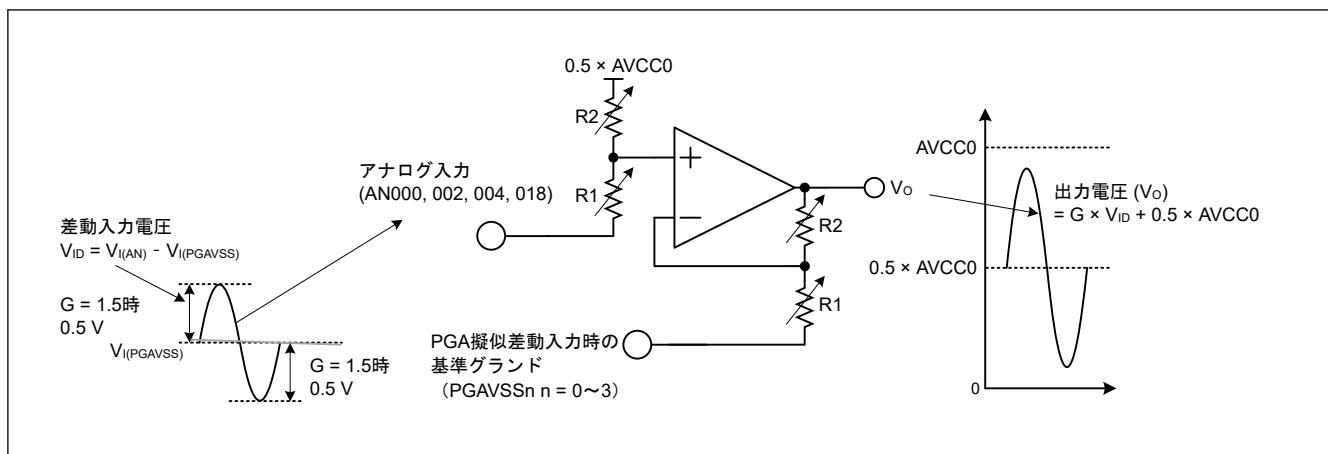 0.5 × AVCC0
R2
R1
アナログ入力
(AN000, 002, 004, 018)
差動入力電圧
VID = VI(AN) - VI(PGAVSS)
G = 1.5時
0.5 V
VI(PGAVSS)
G = 1.5時
0.5 V
+
−
VO
R2
R1
PGA擬似差動入力時の
基準グランド
（PGAVSSn n = 0～3）
AVCC0
出力電圧 (VO)
= G × VID + 0.5 × AVCC0
0.5 × AVCC0
0